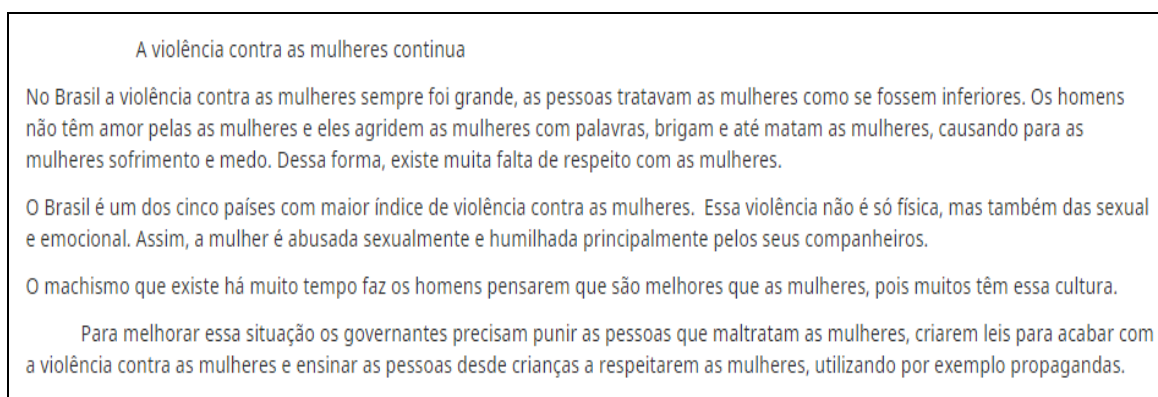 A violência contra as mulheres continua
No Brasil a violência contra as mulheres sempre foi grande, as pessoas tratavam as mulheres como se fossem inferiores. Os homens
não têm amor pelas as mulheres e eles agridem as mulheres com palavras, brigam e até matam as mulheres, causando para as
mulheres sofrimento e medo. Dessa forma, existe muita falta de respeito com as mulheres.
O Brasil é um dos cinco países com maior índice de violência contra as mulheres. Essa violência não é só física, mas também das sexual
e emocional. Assim, a mulher é abusada sexualmente e humilhada principalmente pelos seus companheiros.
O machismo que existe há muito tempo faz os homens pensarem que são melhores que as mulheres, pois muitos têm essa cultura.
Para melhorar essa situação os governantes precisam punir as pessoas que maltratam as mulheres, criarem leis para acabar com
a violência contra as mulheres e ensinar as pessoas desde crianças a respeitarem as mulheres, utilizando por exemplo propagandas.